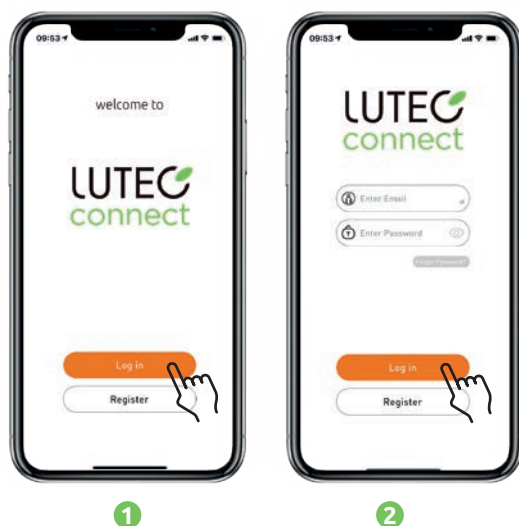 09:53
welcome to
LUTEC
connect
Log in
Register
1
09:53
LUTEC
connect
Enter Email
Enter Password
Forgot Password?
Log in
Register
2